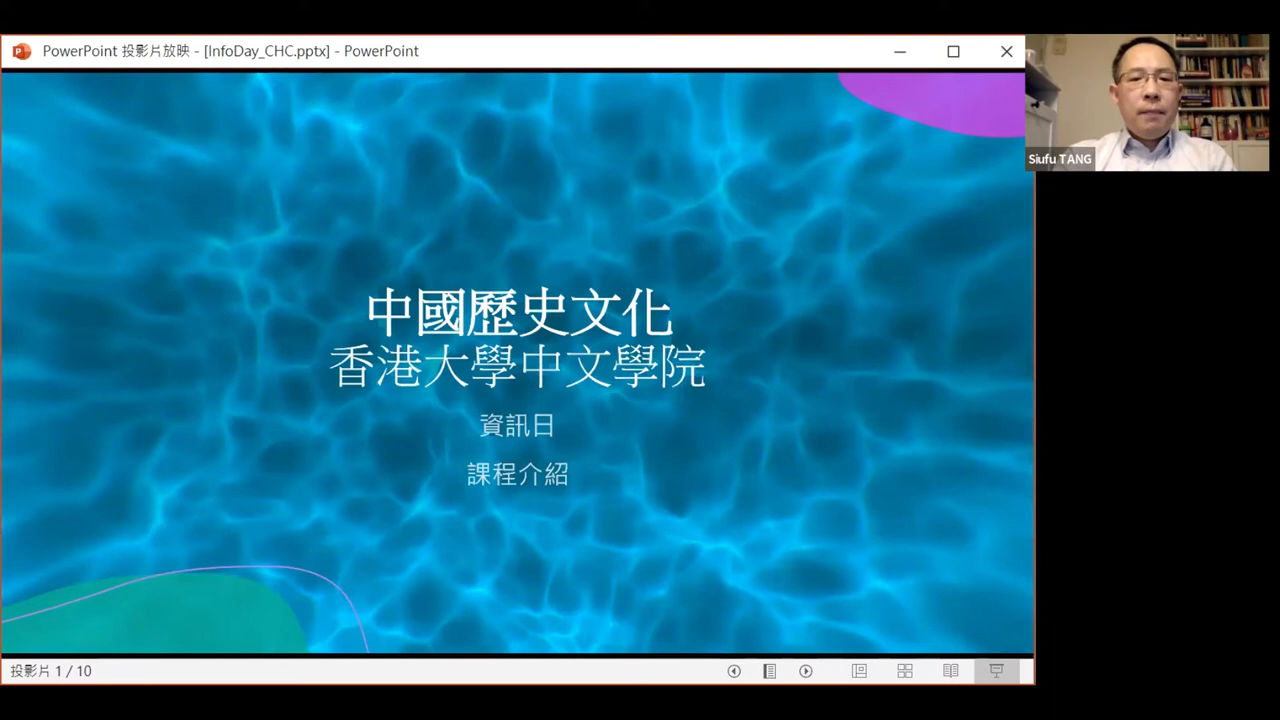 PowerPoint 投影片放映 - [InfoDay_CHC.pptx] - PowerPoint
Siufu TANG
中國歷史文化
香港大學中文學院
資訊日
課程介紹
投影片 1 / 10